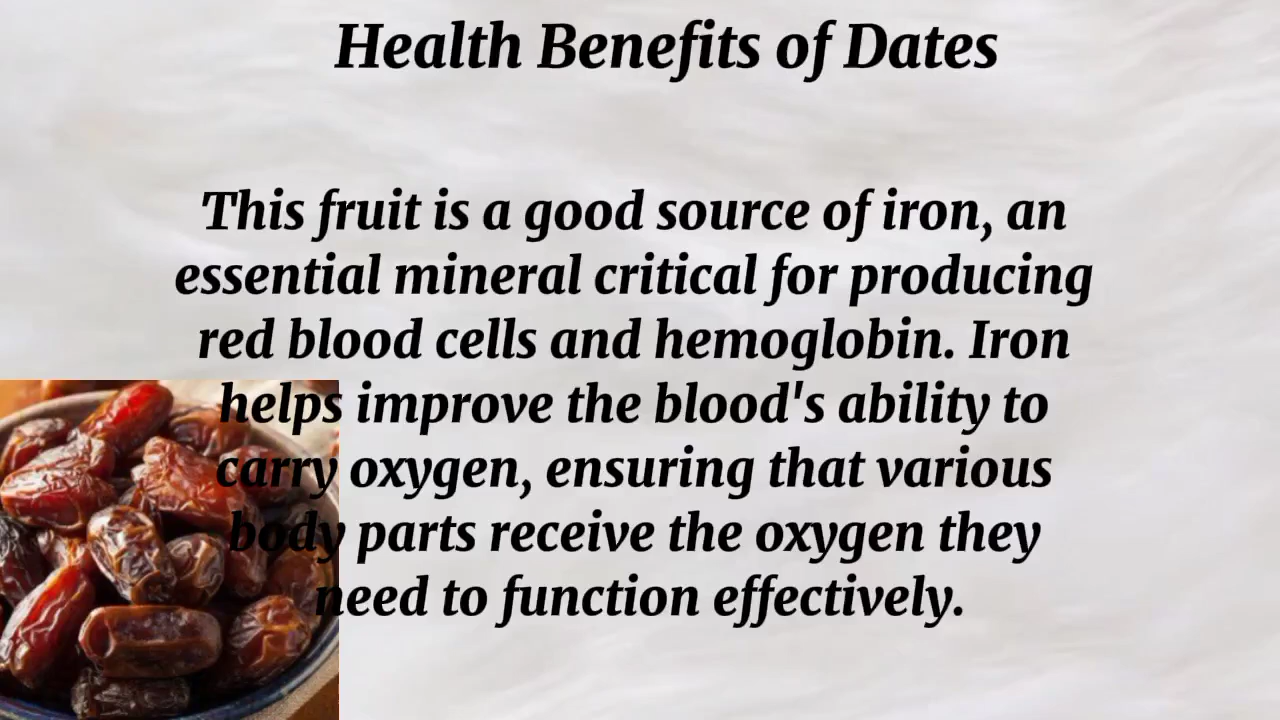 Health Benefits of Dates
This fruit is a good source of iron, an
essential mineral critical for producing
red blood cells and hemoglobin. Iron
helps improve the blood's ability to
carry oxygen, ensuring that various
body parts receive the oxygen they
need to function effectively.